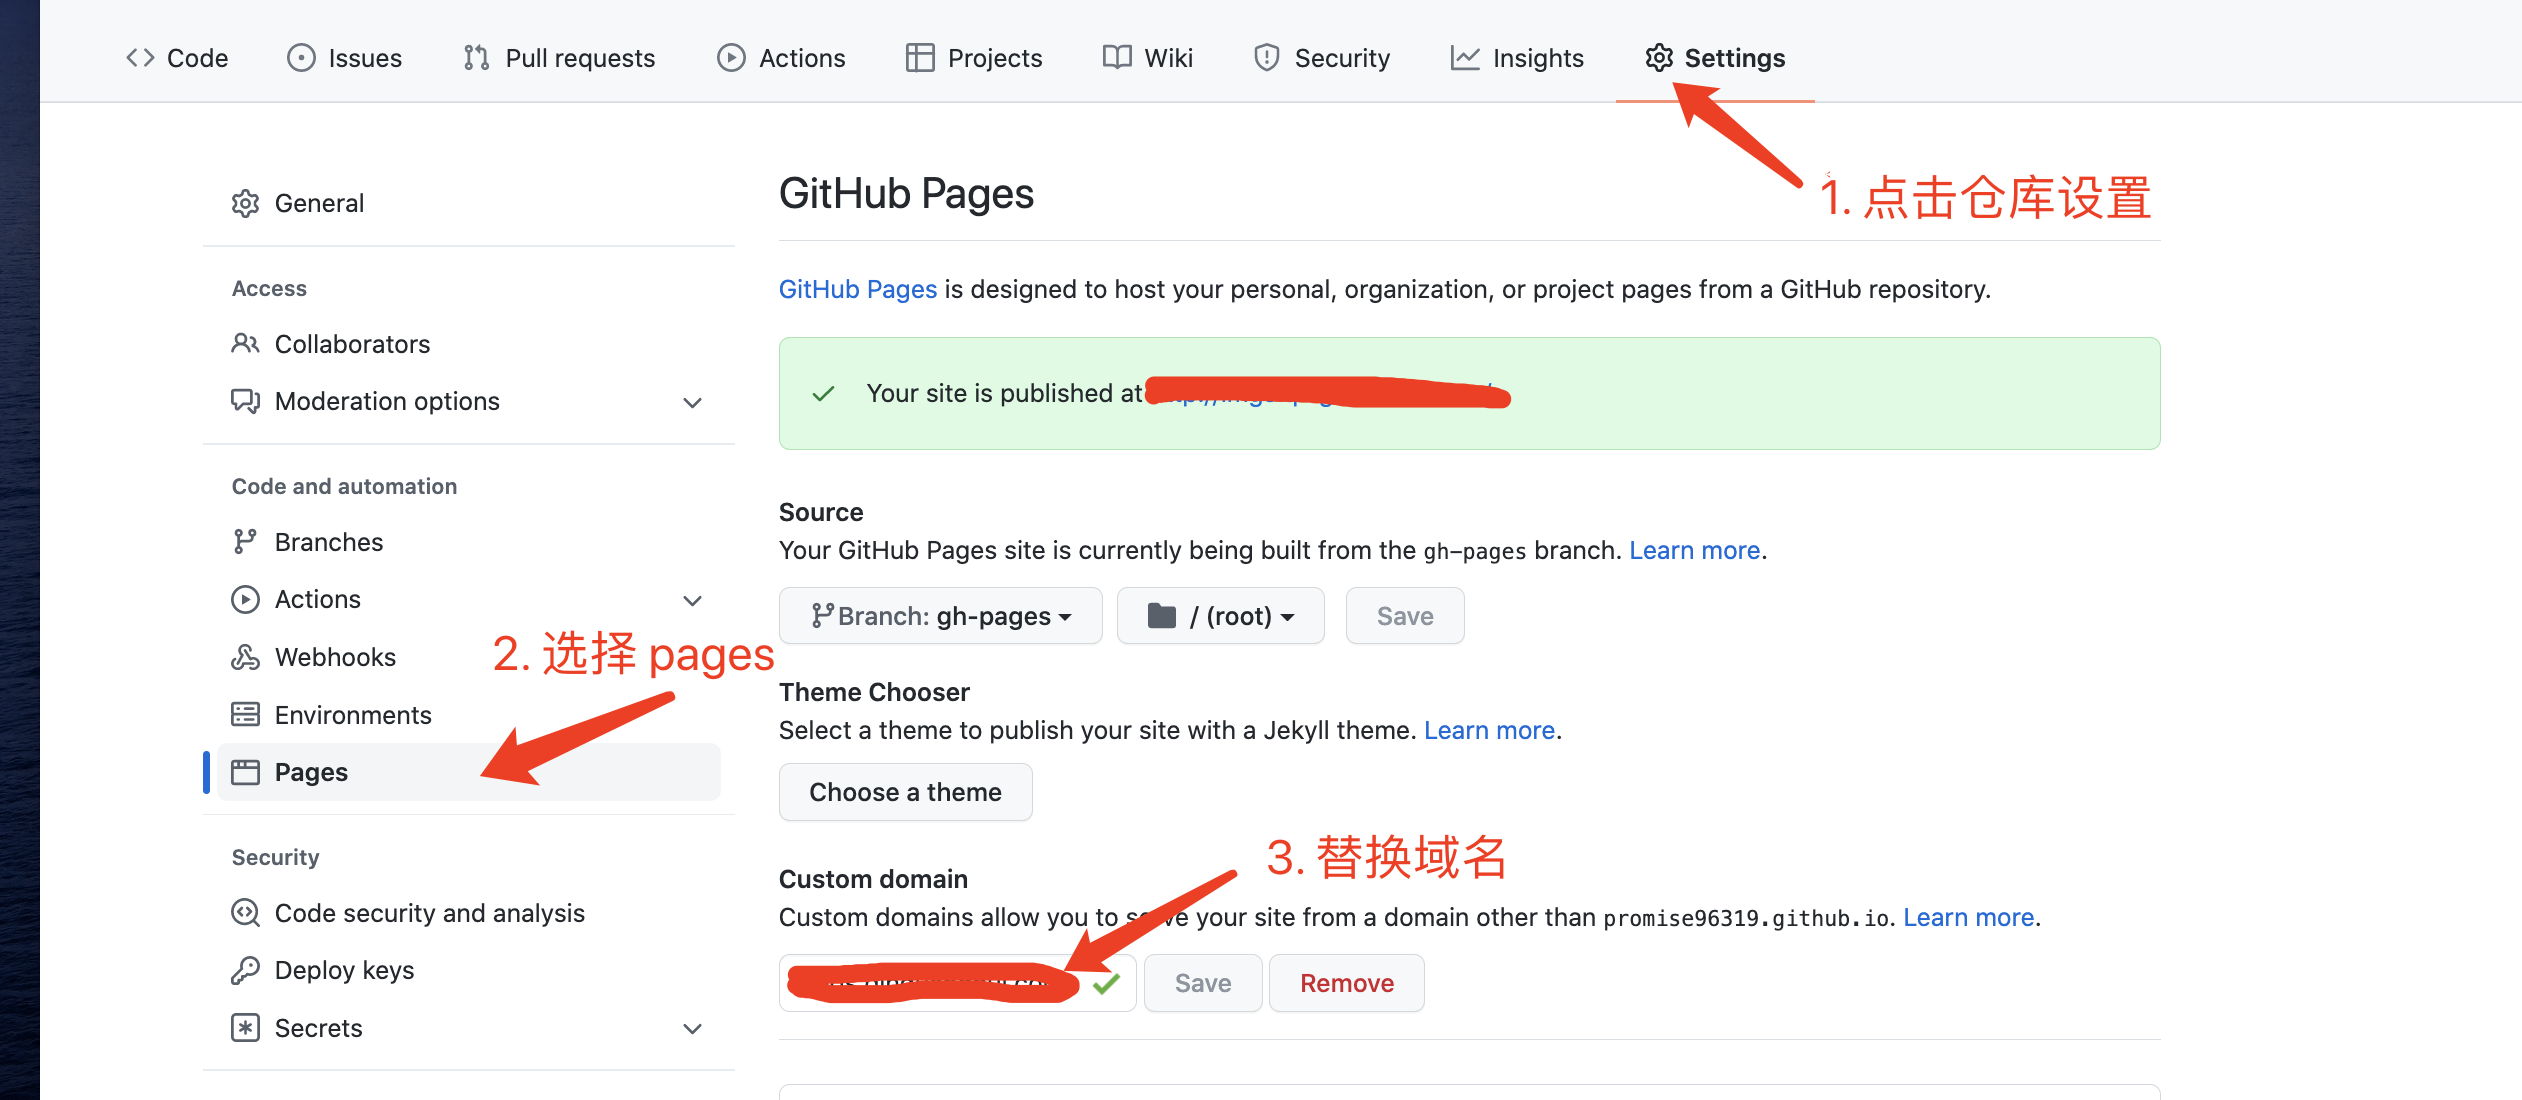 Code Issues Pull requests Actions Projects Wiki Security Insights Settings
1. 点击仓库设置
General
Access
Collaborators
Moderation options
Code and automation
Branches
Actions
Webhooks
Environments
Pages
2. 选择 pages
Security
Code security and analysis
Deploy keys
Secrets
GitHub Pages
GitHub Pages is designed to host your personal, organization, or project pages from a GitHub repository.
Your site is published at
Source
Your GitHub Pages site is currently being built from the gh-pages branch. Learn more.
Branch: gh-pages / (root) Save
Theme Chooser
Select a theme to publish your site with a Jekyll theme. Learn more.
Choose a theme
3. 替换域名
Custom domain
Custom domains allow you to serve your site from a domain other than promise96319.github.io. Learn more.
Save Remove